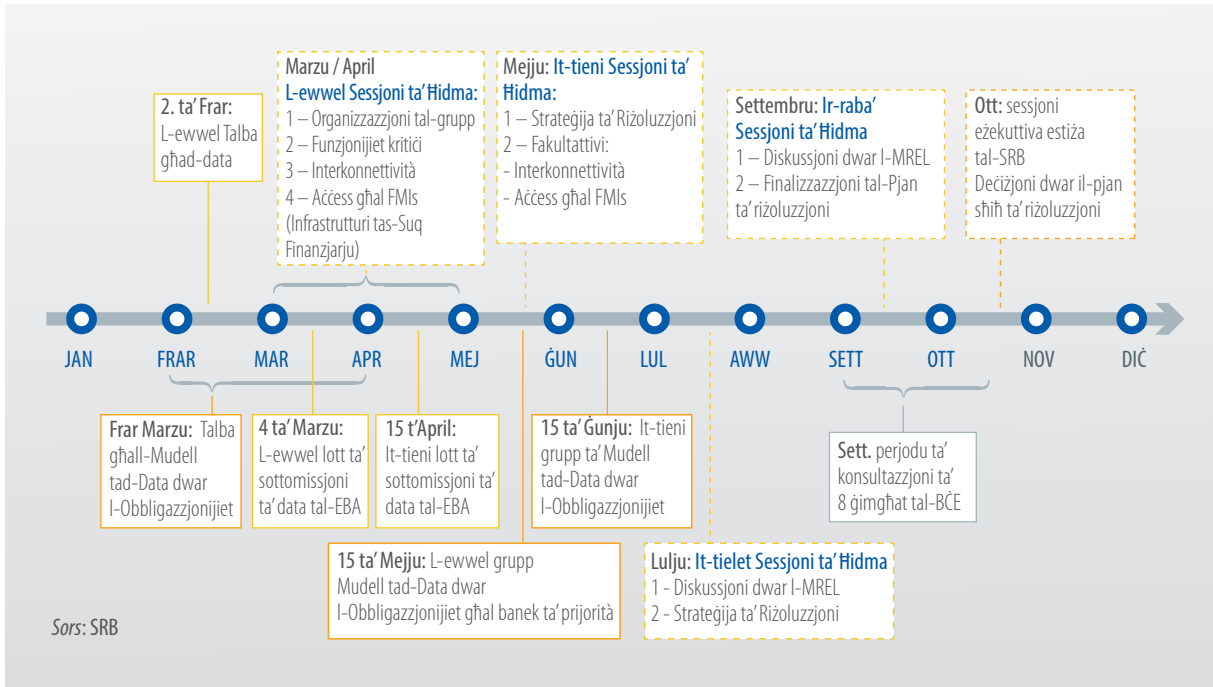 2. ta’ Frar:
L-ewwel Talba
għad-data
Marzu / April
L-ewwel Sessjoni ta’ Ħidma:
1 – Organizzazzjoni tal-grupp
2 – Funzjonijiet kritiċi
3 – Interkonnettività
4 – Aċċess għal FMIs
(Infrastrutturi tas-Suq
Finanzjarju)
Mejju: It-tieni Sessjoni ta’
Ħidma:
1 – Strateġija ta’ Riżoluzzjoni
2 – Fakultattivi:
- Interkonnettività
- Aċċess għal FMIs
Settembru: Ir-raba’
Sessjoni ta’ Ħidma
1 – Diskussjoni dwar l-MREL
2 – Finalizzazzjoni tal-Pjan
ta’ riżoluzzjoni
Ott: sessjoni
eżekuttiva estiża
tal-SRB
Deċiżjoni dwar il-pjan
sħiħ ta’ riżoluzzjoni
JAN FRAR MAR APR MEJ ĠUN LUL AWW SETT OTT NOV DIĊ
Frar Marzu: Talba
għall-Mudell
tad-Data dwar
l-Obbligazzjonijiet
4 ta’ Marzu:
L-ewwel lott ta’
sottomissjoni
ta’ data tal-EBA
15 t’April:
It-tieni lott ta’
sottomissjoni ta’
data tal-EBA
15 ta’ Ġunju: It-tieni
grupp ta’ Mudell
tad-Data dwar
l-Obbligazzjonijiet
Sett. perjodu ta’
konsultazzjoni ta’
8 ġimgħat tal-BĊE
15 ta’ Mejju: L-ewwel grupp
Mudell tad-Data dwar
l-Obbligazzjonijiet għal banek ta’ prijorità
Lulju: It-tielet Sessjoni ta’ Ħidma
1 - Diskussjoni dwar l-MREL
2 - Strateġija ta’ Riżoluzzjoni
Sors: SRB